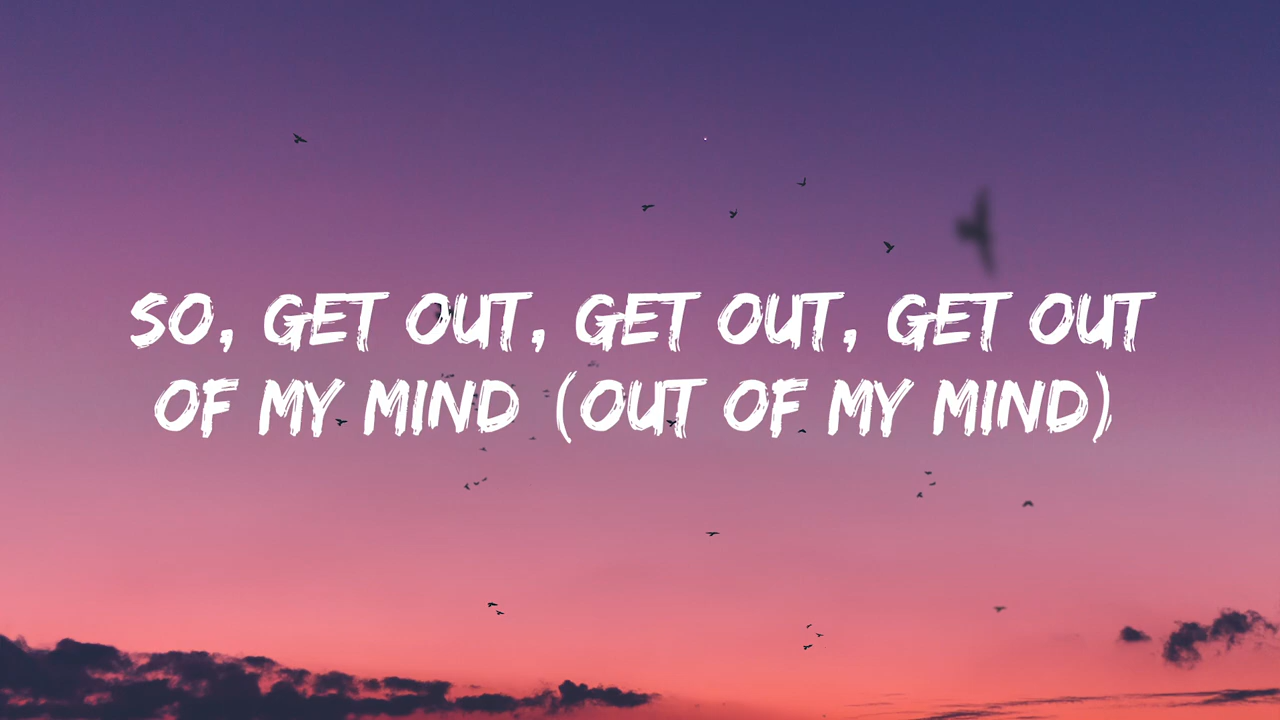 SO, GET OUT, GET OUT, GET OUT
OF MY MIND (OUT OF MY MIND)